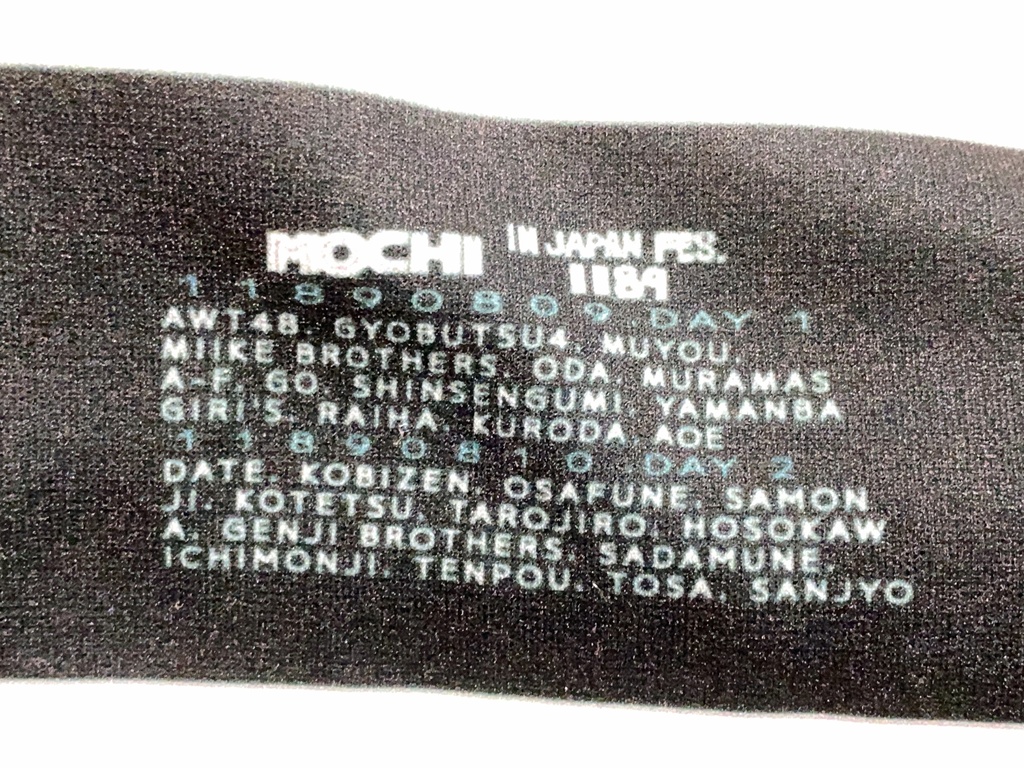 MOCHI IN JAPAN FES.
1189
11890809 DAY 1
AWT48. GYOBUTSU4. MUYOU.
MIIKE BROTHERS. ODA. MURAMAS
A-F. GO. SHINSENGUMI. YAMANBA
GIRI'S. RAIHA. KURODA. AOE
11890810 DAY 2
DATE. KOBIZEN. OSAFUNE. SAMON
JI. KOTETSU. TAROJIRO. HOSOKAW
A. GENJI BROTHERS. SADAMUNE.
ICHIMONJI. TENPOU. TOSA. SANJYO